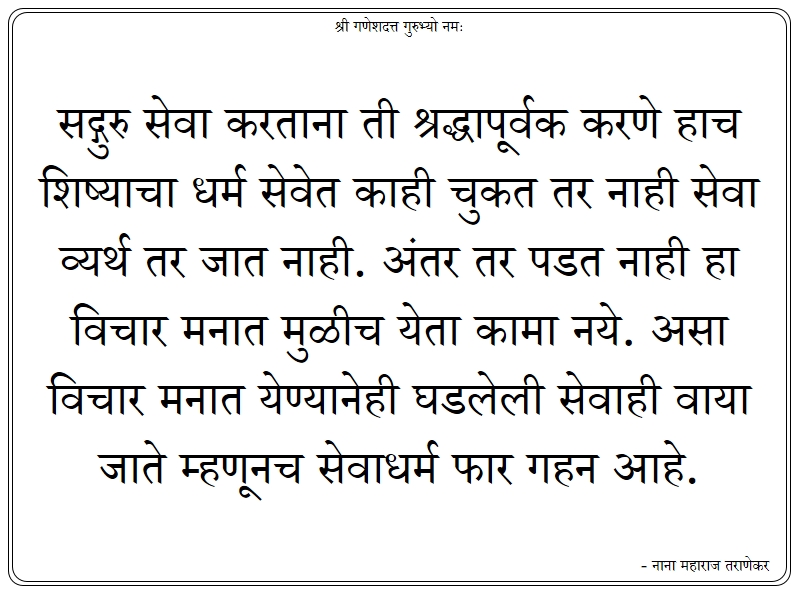 श्री गणेशदत्त गुरुभ्यो नमः
सद्गुरु सेवा करताना ती श्रद्धापूर्वक करणे हाच
शिष्याचा धर्म सेवेत काही चुकत तर नाही सेवा
व्यर्थ तर जात नाही. अंतर तर पडत नाही हा
विचार मनात मुळीच येता कामा नये. असा
विचार मनात येण्यानेही घडलेली सेवाही वाया
जाते म्हणूनच सेवाधर्म फार गहन आहे.
- नाना महाराज तराणेकर